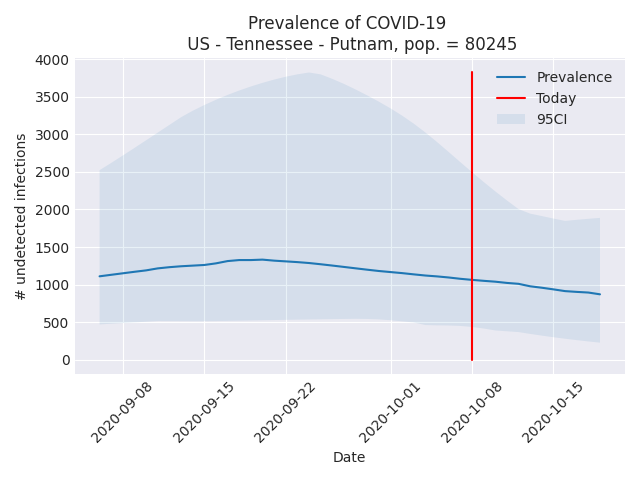 Prevalence of COVID-19
US - Tennessee - Putnam, pop. = 80245
4000
3500
3000
2500
2000
1500
1000
500
0
# undetected infections
Prevalence
Today
95CI
2020-09-08
2020-09-15
2020-09-22
2020-10-01
2020-10-08
2020-10-15
Date